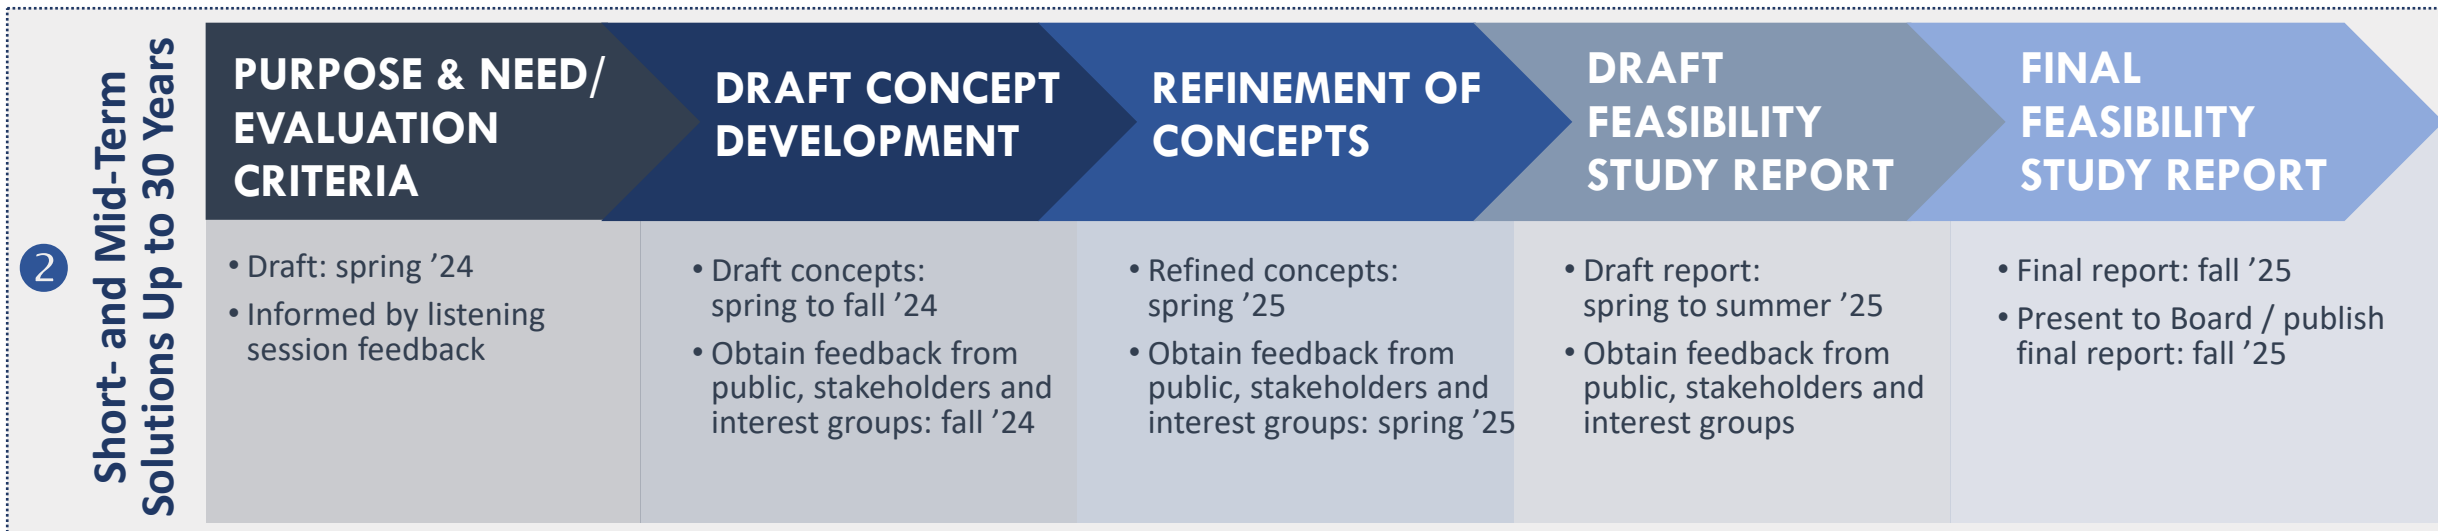 2
Short- and Mid-Term
Solutions Up to 30 Years
PURPOSE & NEED/
EVALUATION
CRITERIA
• Draft: spring ’24
• Informed by listening
session feedback
DRAFT CONCEPT
DEVELOPMENT
• Draft concepts:
spring to fall ’24
• Obtain feedback from
public, stakeholders and
interest groups: fall ’24
REFINEMENT OF
CONCEPTS
• Refined concepts:
spring ’25
• Obtain feedback from
public, stakeholders and
interest groups: spring ’25
DRAFT
FEASIBILITY
STUDY REPORT
• Draft report:
spring to summer ’25
• Obtain feedback from
public, stakeholders and
interest groups
FINAL
FEASIBILITY
STUDY REPORT
• Final report: fall ’25
• Present to Board / publish
final report: fall ’25